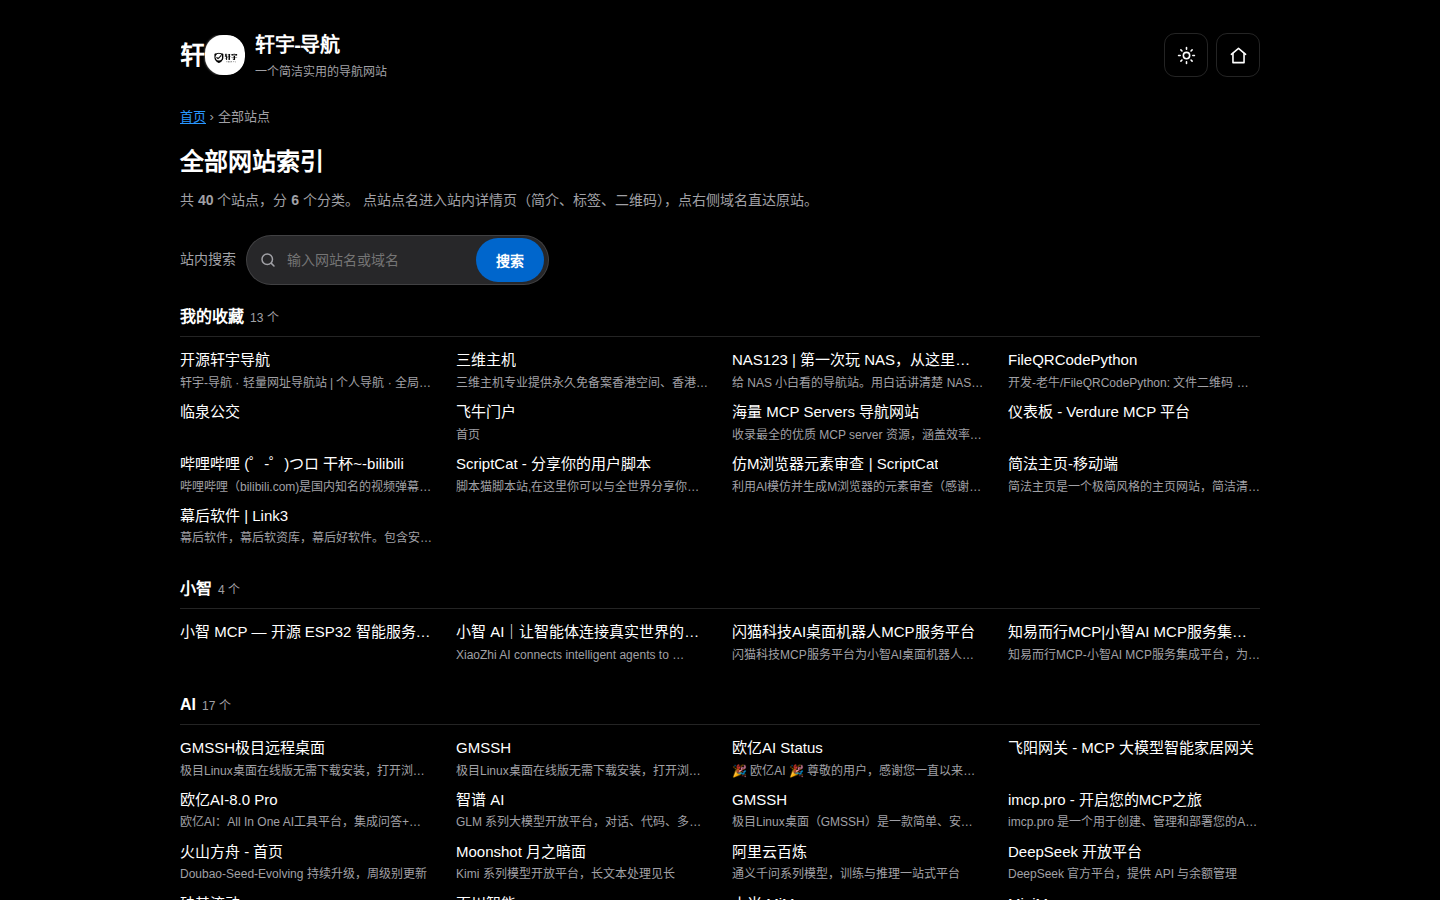 轩
轩宇-导航
一个简洁实用的导航网站
首页 › 全部站点
全部网站索引
共 40 个站点，分 6 个分类。 点站点名进入站内详情页（简介、标签、二维码），点右侧域名直达原站。
站内搜索
输入网站名或域名
搜索
我的收藏 13 个
开源轩宇导航
轩宇-导航 · 轻量网址导航站 | 个人导航 · 全局…
三维主机
三维主机专业提供永久免备案香港空间、香港…
NAS123 | 第一次玩 NAS，从这里…
给 NAS 小白看的导航站。用白话讲清楚 NAS…
FileQRCodePython
开发-老牛/FileQRCodePython: 文件二维码 …
临泉公交
飞牛门户
首页
海量 MCP Servers 导航网站
收录最全的优质 MCP server 资源，涵盖效率…
仪表板 - Verdure MCP 平台
哔哩哔哩 (゜-゜)つロ 干杯~-bilibili
哔哩哔哩（bilibili.com)是国内知名的视频弹幕…
ScriptCat - 分享你的用户脚本
脚本猫脚本站,在这里你可以与全世界分享你…
仿M浏览器元素审查 | ScriptCat
利用AI模仿并生成M浏览器的元素审查（感谢…
简法主页-移动端
简法主页是一个极简风格的主页网站，简洁清…
幕后软件 | Link3
幕后软件，幕后软资库，幕后好软件。包含安…
小智 4 个
小智 MCP — 开源 ESP32 智能服务…
小智 AI｜让智能体连接真实世界的…
XiaoZhi AI connects intelligent agents to …
闪猫科技AI桌面机器人MCP服务平台
闪猫科技MCP服务平台为小智AI桌面机器人…
知易而行MCP|小智AI MCP服务集…
知易而行MCP-小智AI MCP服务集成平台，为…
AI 17 个
GMSSH极目远程桌面
极目Linux桌面在线版无需下载安装，打开浏…
GMSSH
极目Linux桌面在线版无需下载安装，打开浏…
欧亿AI Status
🎉 欧亿AI 🎉 尊敬的用户，感谢您一直以来…
飞阳网关 - MCP 大模型智能家居网关
欧亿AI-8.0 Pro
欧亿AI：All In One AI工具平台，集成问答+…
智谱 AI
GLM 系列大模型开放平台，对话、代码、多…
GMSSH
极目Linux桌面（GMSSH）是一款简单、安…
imcp.pro - 开启您的MCP之旅
imcp.pro 是一个用于创建、管理和部署您的A…
火山方舟 - 首页
Doubao-Seed-Evolving 持续升级，周级别更新
Moonshot 月之暗面
Kimi 系列模型开放平台，长文本处理见长
阿里云百炼
通义千问系列模型，训练与推理一站式平台
DeepSeek 开放平台
DeepSeek 官方平台，提供 API 与余额管理